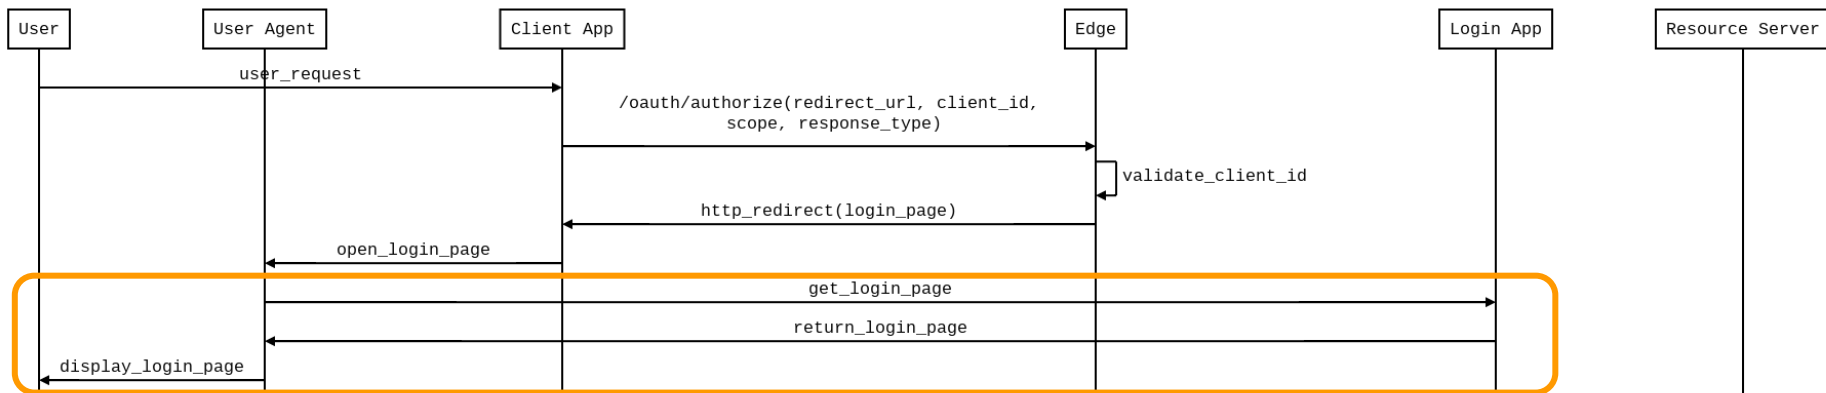 User
User Agent
Client App
Edge
Login App
Resource Server
user_request
/oauth/authorize(redirect_url, client_id,
scope, response_type)
validate_client_id
http_redirect(login_page)
open_login_page
get_login_page
return_login_page
display_login_page